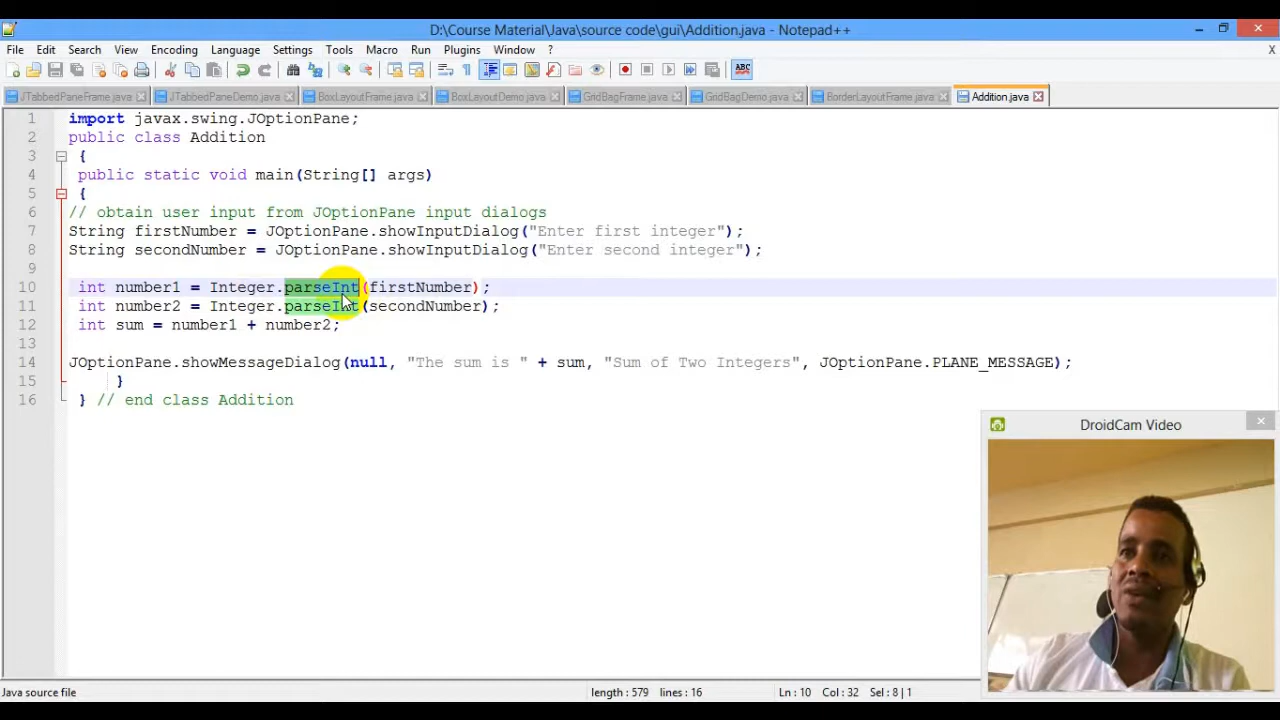 D:\Course Material\Java\source code\gui\Addition.java - Notepad++
File Edit Search View Encoding Language Settings Tools Macro Run Plugins Window ? X
JTabbedPaneFrame.java JTabbedPaneDemo.java BoxLayoutFrame.java BoxLayoutDemo.java GridBagFrame.java GridBagDemo.java BorderLayoutFrame.java Addition.java
1 import javax.swing.JOptionPane;
2 public class Addition
3 {
4 public static void main(String[] args)
5 {
6 // obtain user input from JOptionPane input dialogs
7 String firstNumber = JOptionPane.showInputDialog("Enter first integer");
8 String secondNumber = JOptionPane.showInputDialog("Enter second integer");
9
10 int number1 = Integer.parseInt(firstNumber);
11 int number2 = Integer.parseInt(secondNumber);
12 int sum = number1 + number2;
13
14 JOptionPane.showMessageDialog(null, "The sum is " + sum, "Sum of Two Integers", JOptionPane.PLANE_MESSAGE);
15 }
16 } // end class Addition
DroidCam Video
Java source file length : 579 lines : 16 Ln : 10 Col : 32 Sel : 8 | 1